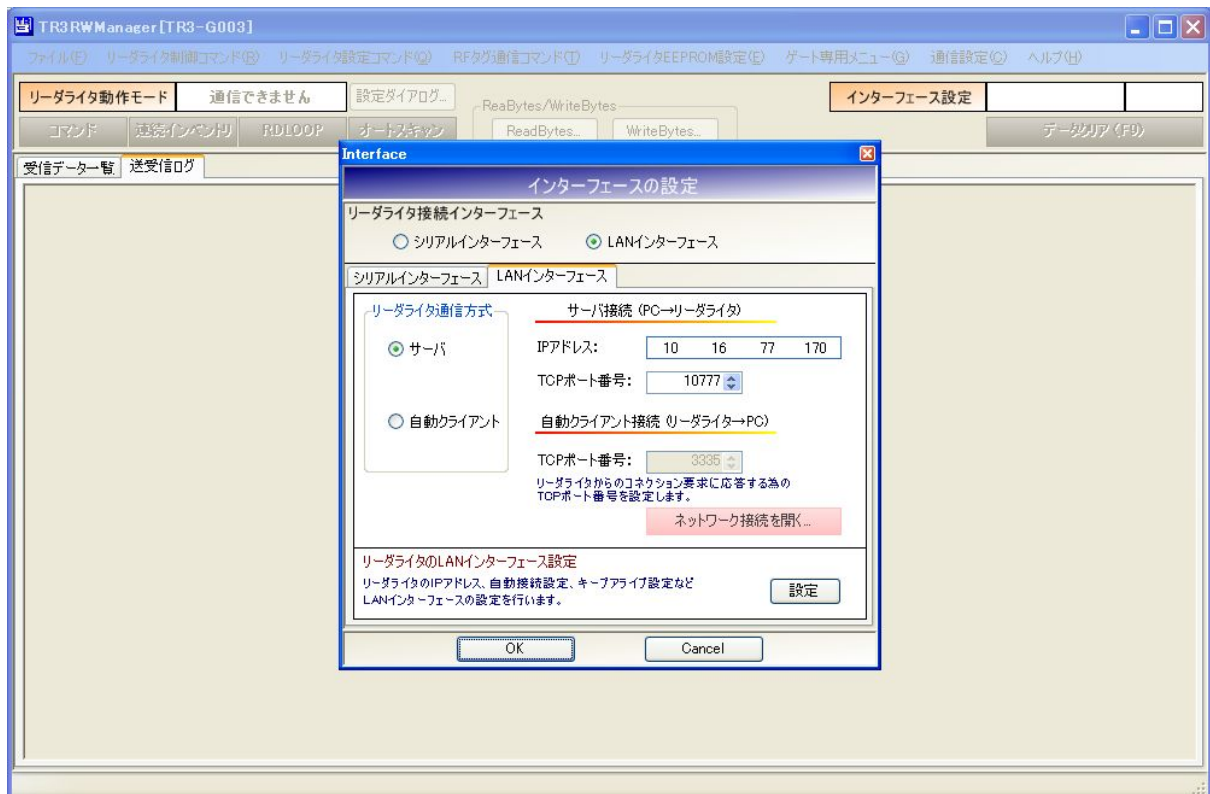 TR3RWManager[TR3-G003]
ファイル(F) リーダライタ制御コマンド(R) リーダライタ設定コマンド(Q) RFタグ通信コマンド(T) リーダライタEEPROM設定(E) ゲート専用メニュー(G) 通信設定(C) ヘルプ(H)
リーダライタ動作モード 通信できません 設定ダイアログ... ReaBytes/WriteBytes インターフェース設定
コマンド 連続インベントリ RDLOOP オートスキャン ReadBytes... WriteBytes... データクリア (F9)
受信データ一覧 送受信ログ
Interface
インターフェースの設定
リーダライタ接続インターフェース
シリアルインターフェース LANインターフェース
シリアルインターフェース LANインターフェース
リーダライタ通信方式 サーバ接続 (PC→リーダライタ)
サーバ IPアドレス: 10 16 77 170
TCPポート番号: 10777
自動クライアント 自動クライアント接続 (リーダライタ→PC)
TCPポート番号: 3335
リーダライタからのコネクション要求に応答する為の
TCPポート番号を設定します。
ネットワーク接続を開く...
リーダライタのLANインターフェース設定
リーダライタのIPアドレス、自動接続設定、キープアライブ設定など
LANインターフェースの設定を行います。
設定
OK Cancel